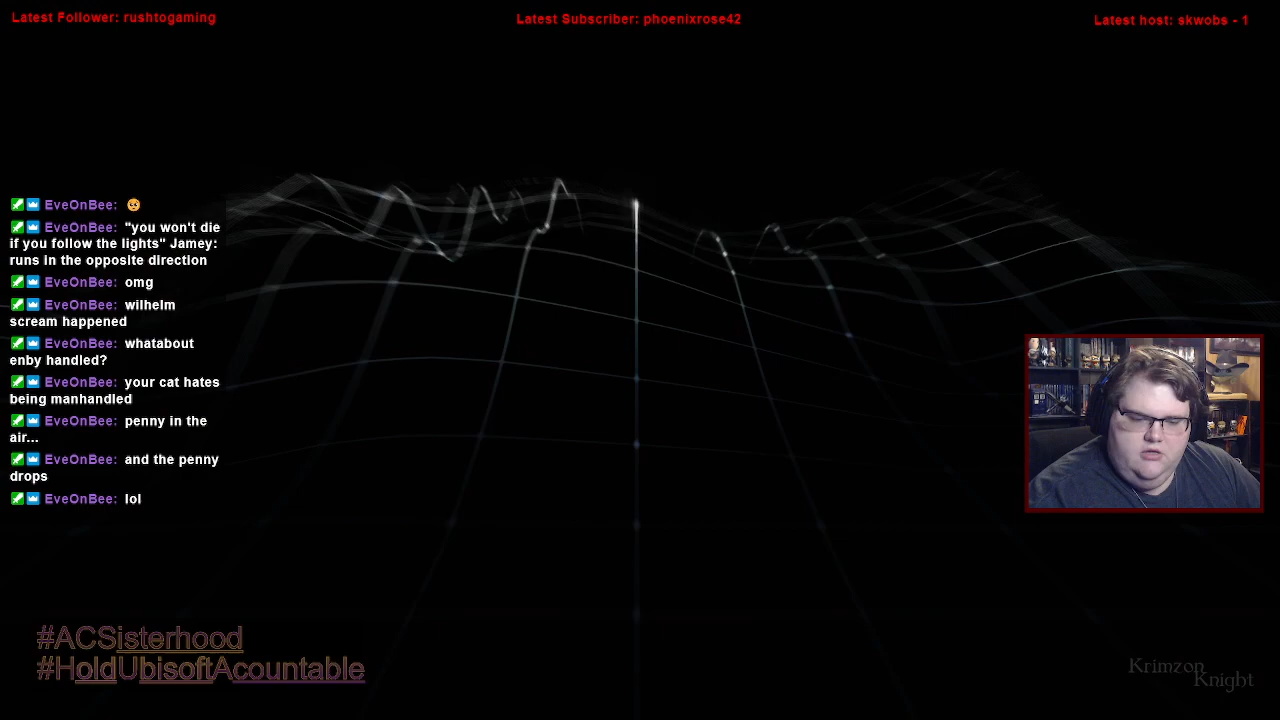 Latest Follower: rushtogaming
Latest Subscriber: phoenixrose42
Latest host: skwobs - 1
EveOnBee:
EveOnBee: "you won't die
if you follow the lights" Jamey:
runs in the opposite direction
EveOnBee: omg
EveOnBee: wilhelm
scream happened
EveOnBee: whatabout
enby handled?
EveOnBee: your cat hates
being manhandled
EveOnBee: penny in the
air...
EveOnBee: and the penny
drops
EveOnBee: lol
#ACSisterhood
#HoldUbisoftAcountable
Krimzon
Knight